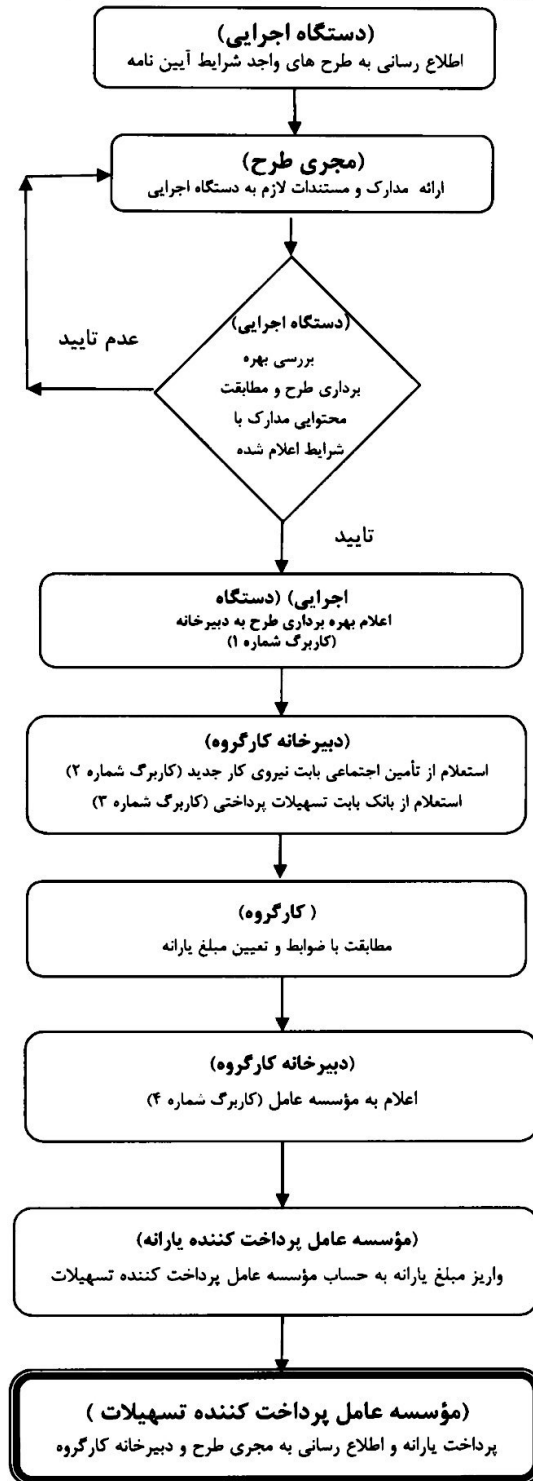 (دستگاه اجرایی)
اطلاع رسانی به طرح های واجد شرایط آیین نامه
(مجری طرح)
ارائه مدارک و مستندات لازم به دستگاه اجرایی
(دستگاه اجرایی)
بررسی بهره
برداری طرح و مطابقت
محتوایی مدارک با
شرایط اعلام شده
عدم تایید
تایید
اجرایی) (دستگاه
اعلام بهره برداری طرح به دبیرخانه
(کاربرگ شماره ۱)
(دبیرخانه کارگروه)
استعلام از تأمین اجتماعی بابت نیروی کار جدید (کاربرگ شماره ۲)
استعلام از بانک بابت تسهیلات پرداختی (کاربرگ شماره ۳)
( کارگروه)
مطابقت با ضوابط و تعیین مبلغ یارانه
(دبیرخانه کارگروه)
اعلام به مؤسسه عامل (کاربرگ شماره ۴)
(مؤسسه عامل پرداخت کننده یارانه)
واریز مبلغ یارانه به حساب مؤسسه عامل پرداخت کننده تسهیلات
(مؤسسه عامل پرداخت کننده تسهیلات )
پرداخت یارانه و اطلاع رسانی به مجری طرح و دبیرخانه کارگروه